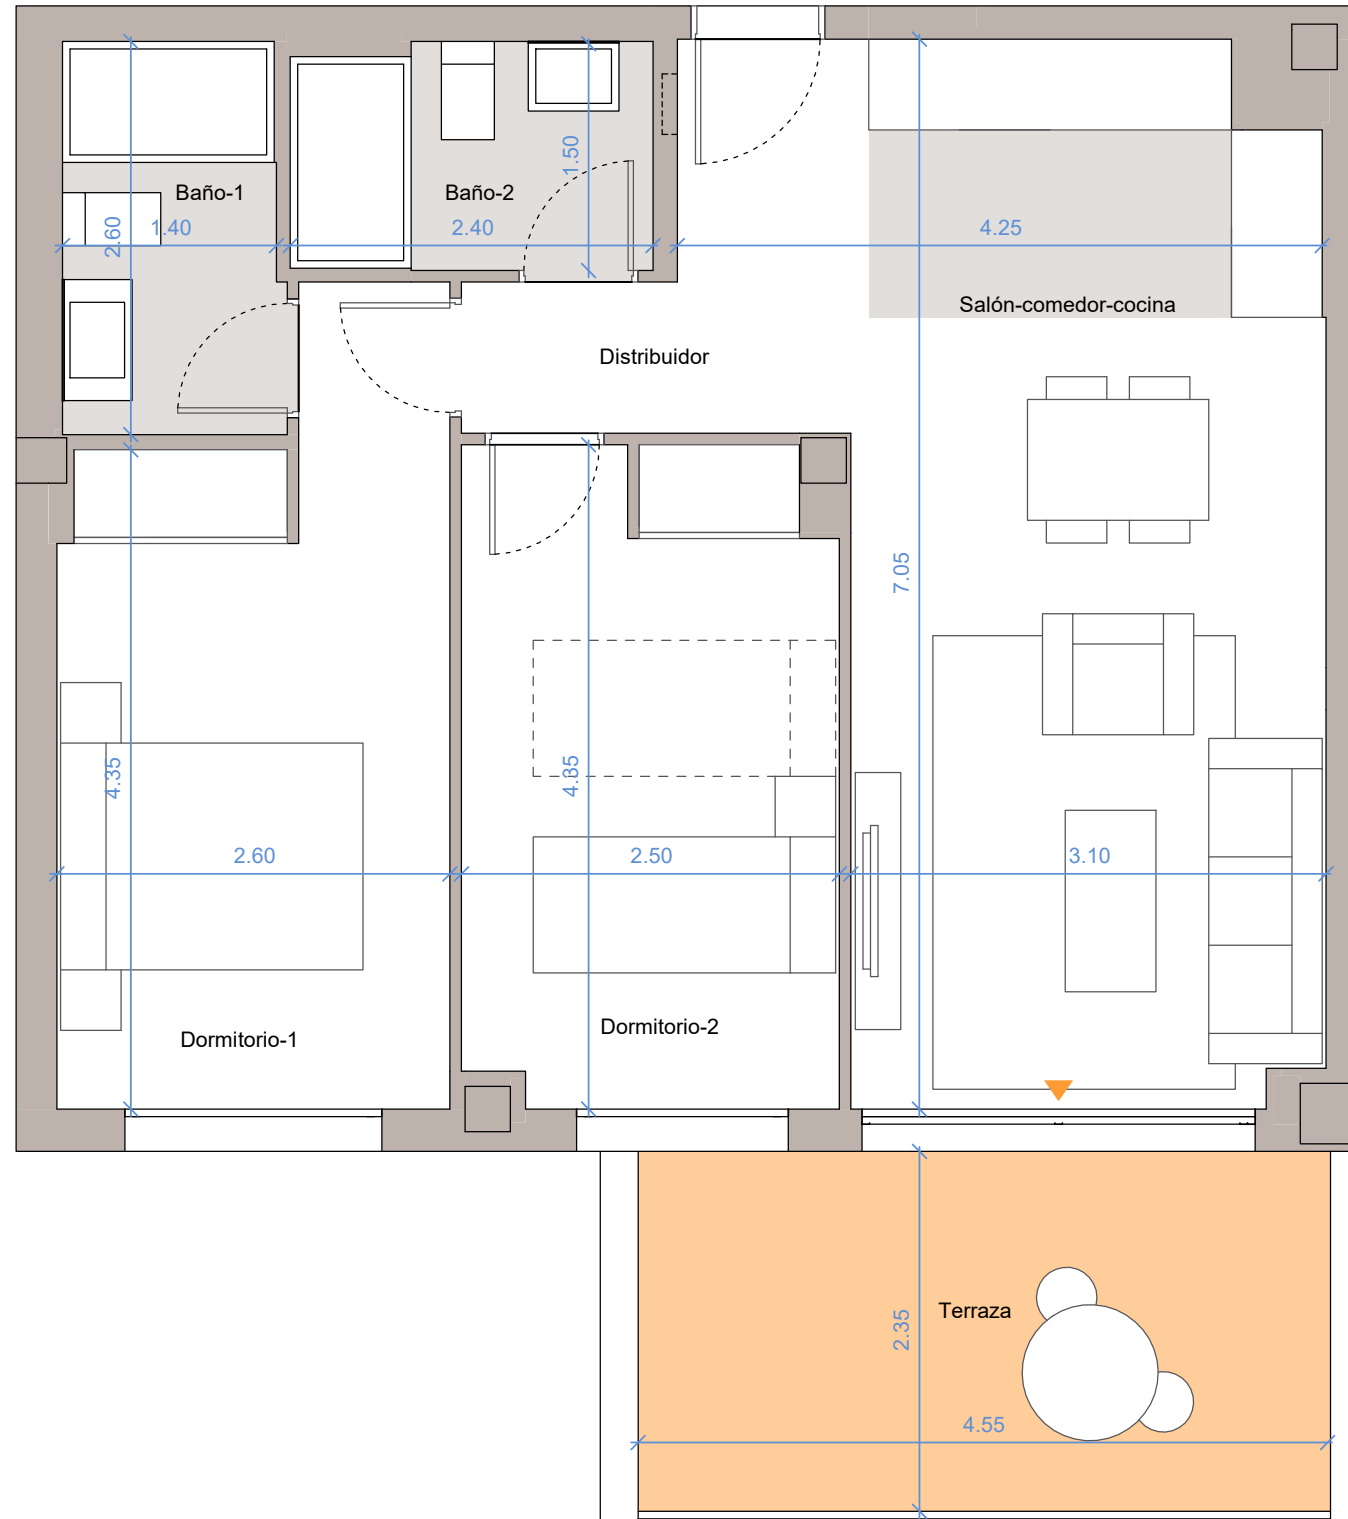 1.50
Baño-1
Baño-2
2.60
1.40
2.40
4.25
Salón-comedor-cocina
Distribuidor
7.05
4.35
4.35
2.60
2.50
3.10
Dormitorio-1
Dormitorio-2
Terraza
2.35
4.55